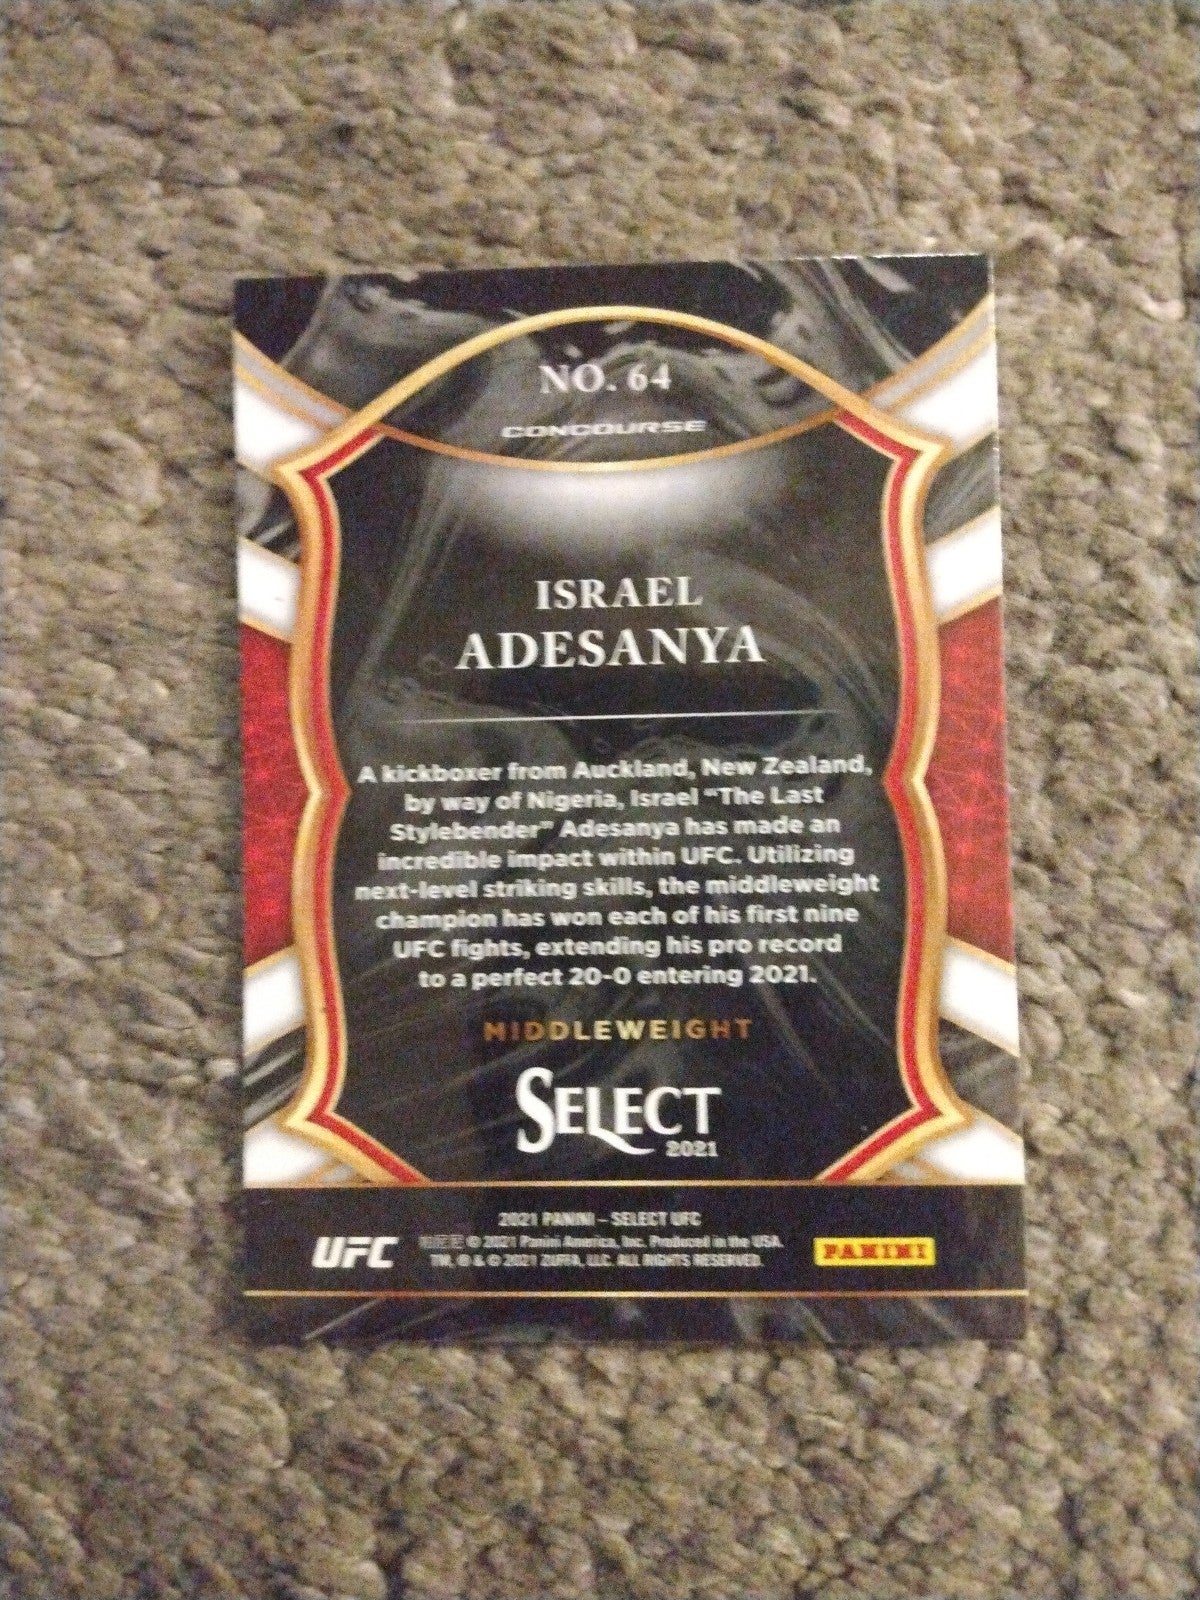 NO. 64
CONCOURSE
ISRAEL
ADESANYA
A kickboxer from Auckland, New Zealand,
by way of Nigeria, Israel “The Last
Stylebender” Adesanya has made an
incredible impact within UFC. Utilizing
next-level striking skills, the middleweight
champion has won each of his first nine
UFC fights, extending his pro record
to a perfect 20-0 entering 2021.
MIDDLEWEIGHT
SELECT
2021
2021 PANINI – SELECT UFC
© 2021 Panini America, Inc. Produced in the USA.
TM, ® & © 2021 ZUFFA, LLC. ALL RIGHTS RESERVED.
UFC
PANINI